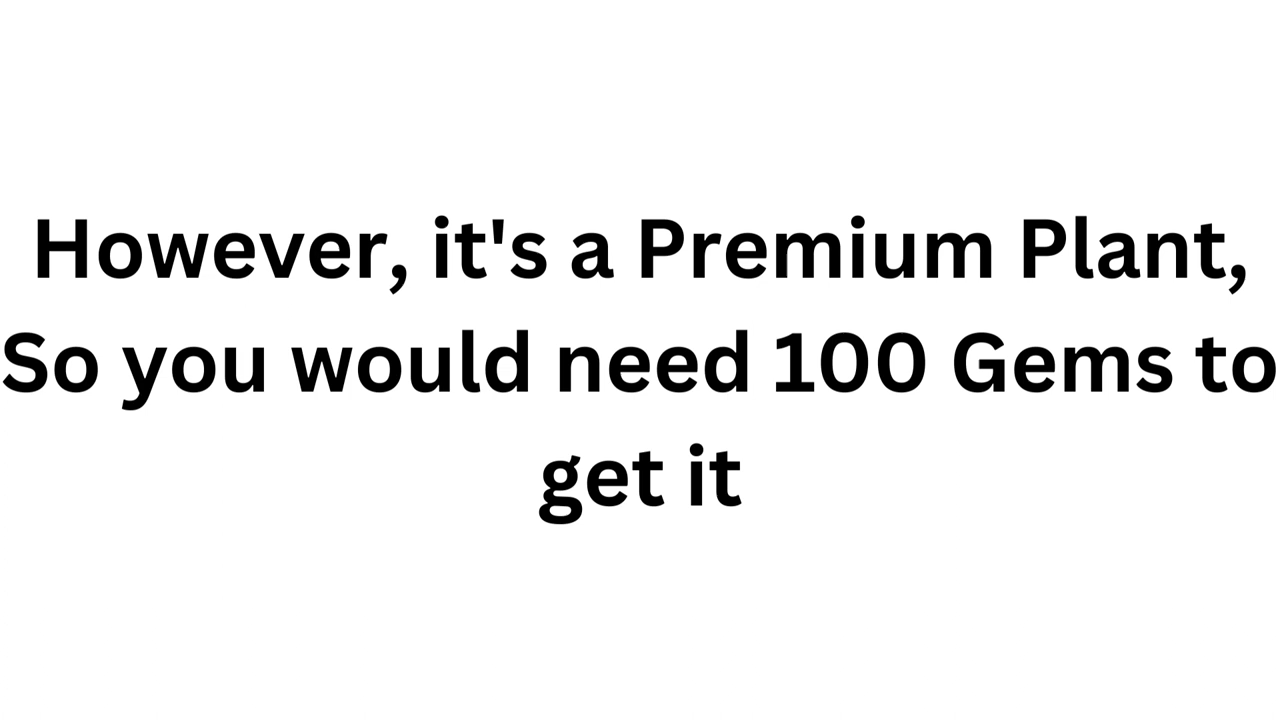 However, it's a Premium Plant,
So you would need 100 Gems to
get it